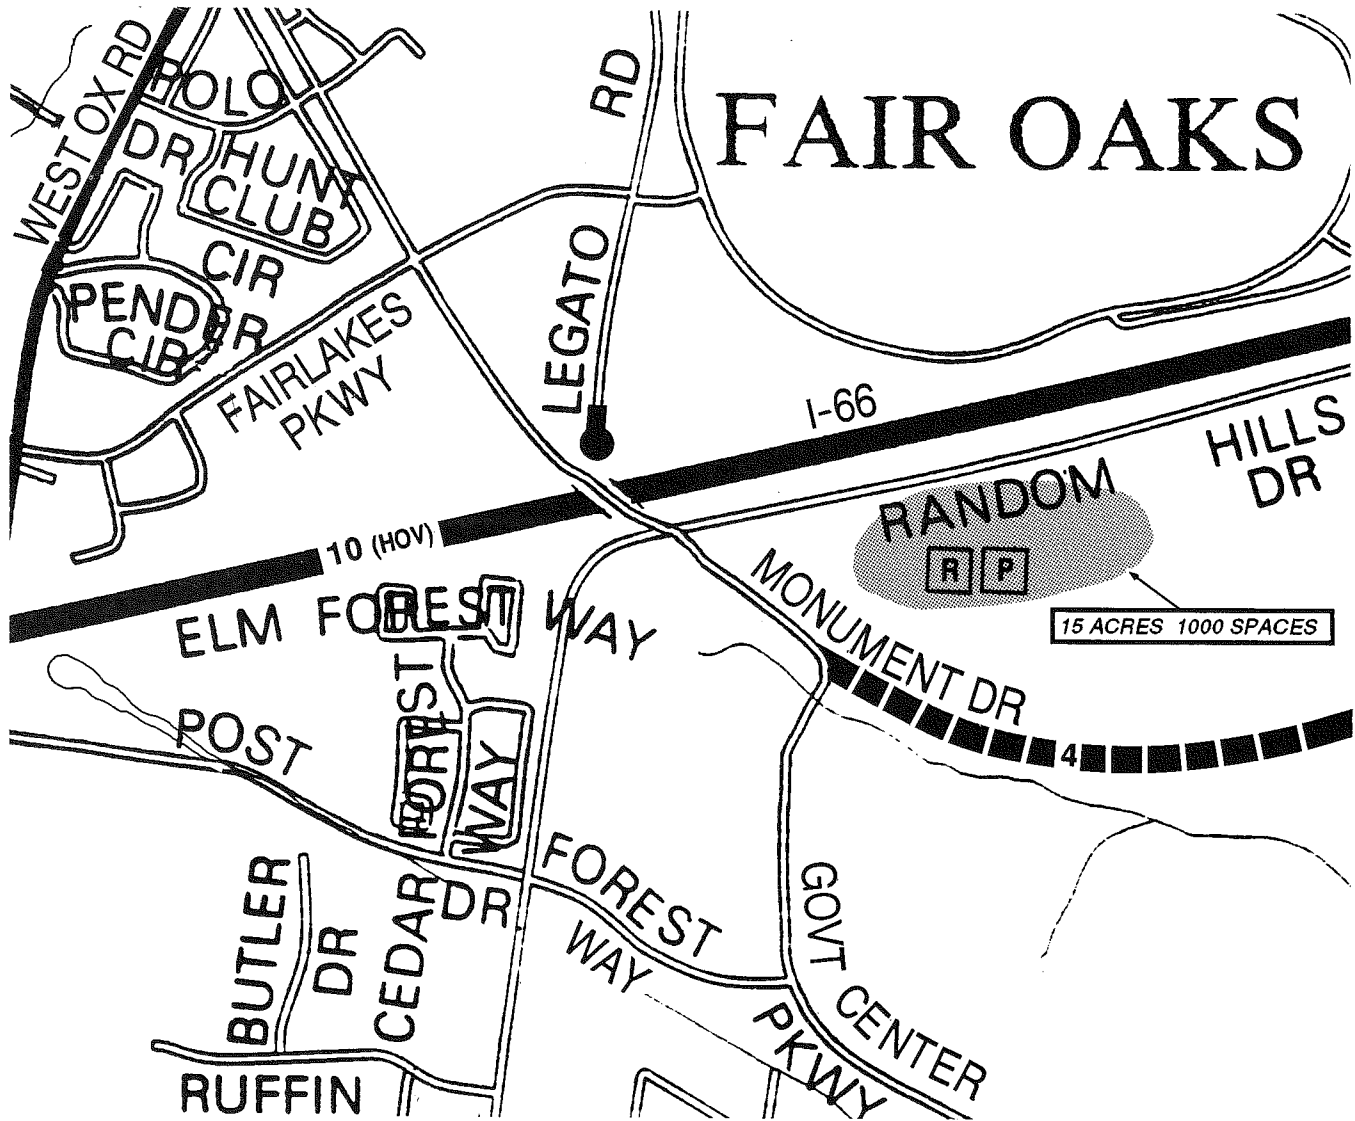 FAIR OAKS
WEST OX RD
POLO
DR
HUNT
CLUB
CIR
PENDER
CIR
FAIRLAKES
PKWY
LEGATO
RD
I-66
HILLS
DR
RANDOM
R P
15 ACRES 1000 SPACES
10 (HOV)
ELM FOREST WAY
MONUMENT DR
4
POST
FOREST
DR
FOREST
WAY
WAY
GOVT
CENTER
PKWY
BUTLER
DR
CEDAR
RUFFIN